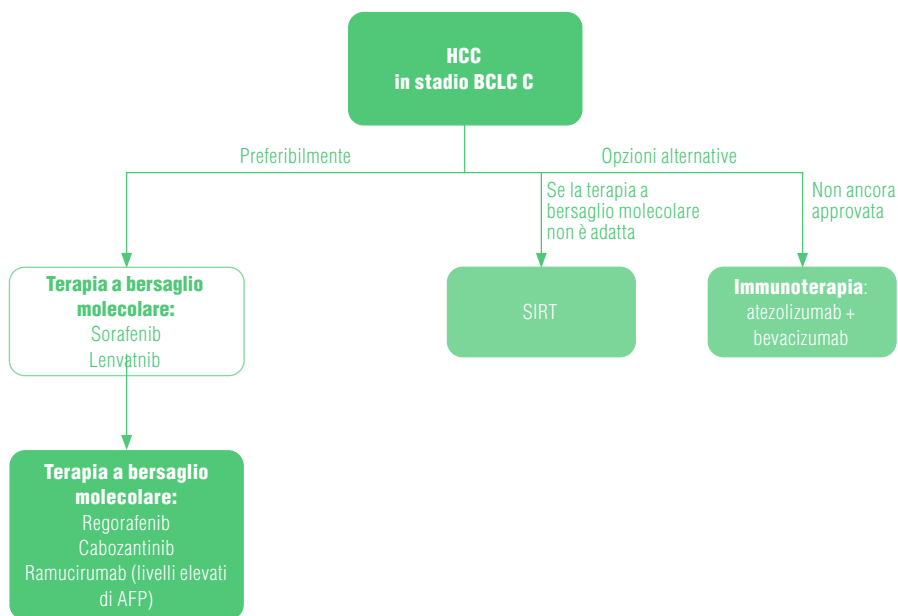 HCC
in stadio BCLC C
Preferibilmente
Opzioni alternative
Se la terapia a
bersaglio molecolare
non è adatta
Non ancora
approvata
Terapia a bersaglio
molecolare:
Sorafenib
Lenvatnib
SIRT
Immunoterapia:
atezolizumab +
bevacizumab
Terapia a bersaglio
molecolare:
Regorafenib
Cabozantinib
Ramucirumab (livelli elevati
di AFP)